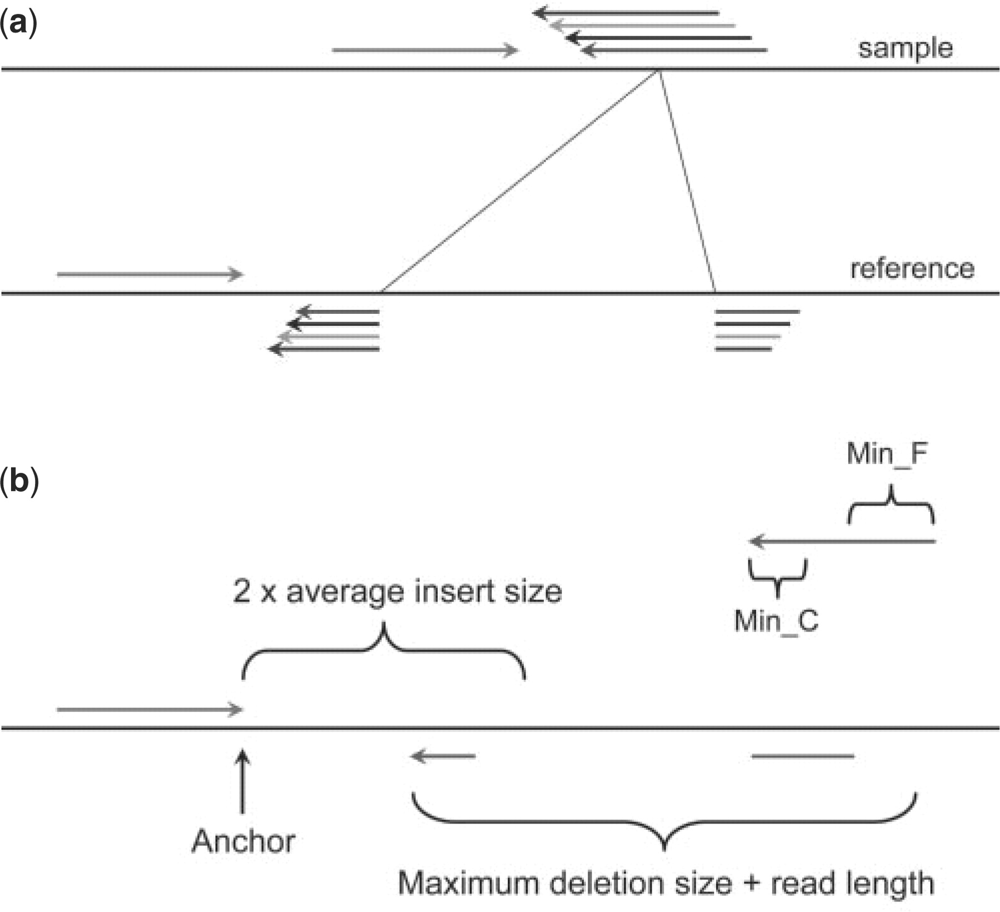 (a)
sample
reference
(b)
Min_F
2 x average insert size
Min_C
Anchor
Maximum deletion size + read length